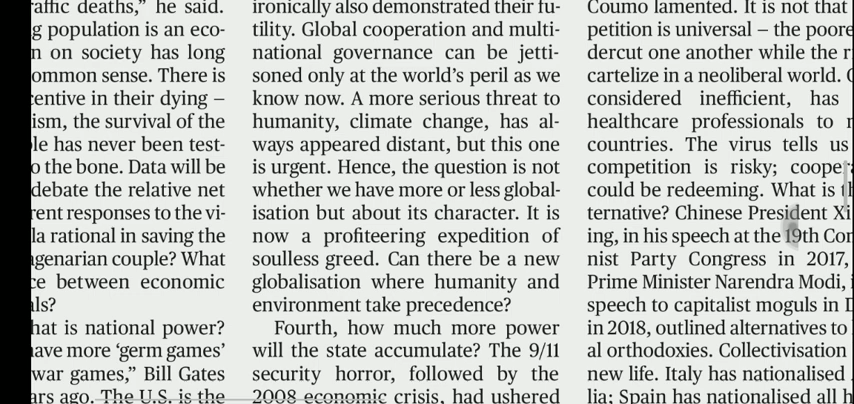 affic deaths,” he said.
g population is an eco-
n on society has long
ommon sense. There is
entive in their dying –
ism, the survival of the
le has never been test-
o the bone. Data will be
debate the relative net
rent responses to the vi-
la rational in saving the
genarian couple? What
ce between economic
ls?
hat is national power?
ave more ‘germ games’
war games,” Bill Gates
ars ago. The U.S. is the
ironically also demonstrated their fu-
tility. Global cooperation and multi-
national governance can be jetti-
soned only at the world’s peril as we
know now. A more serious threat to
humanity, climate change, has al-
ways appeared distant, but this one
is urgent. Hence, the question is not
whether we have more or less global-
isation but about its character. It is
now a profiteering expedition of
soulless greed. Can there be a new
globalisation where humanity and
environment take precedence?
Fourth, how much more power
will the state accumulate? The 9/11
security horror, followed by the
2008 economic crisis, had ushered
Coumo lamented. It is not that
petition is universal – the poore
dercut one another while the r
cartelize in a neoliberal world.
considered inefficient, has
healthcare professionals to
countries. The virus tells us
competition is risky; cooper
could be redeeming. What is th
ternative? Chinese President Xi
ing, in his speech at the 19th Con
nist Party Congress in 2017,
Prime Minister Narendra Modi,
speech to capitalist moguls in
in 2018, outlined alternatives to
al orthodoxies. Collectivisation
new life. Italy has nationalised
lia; Spain has nationalised all h